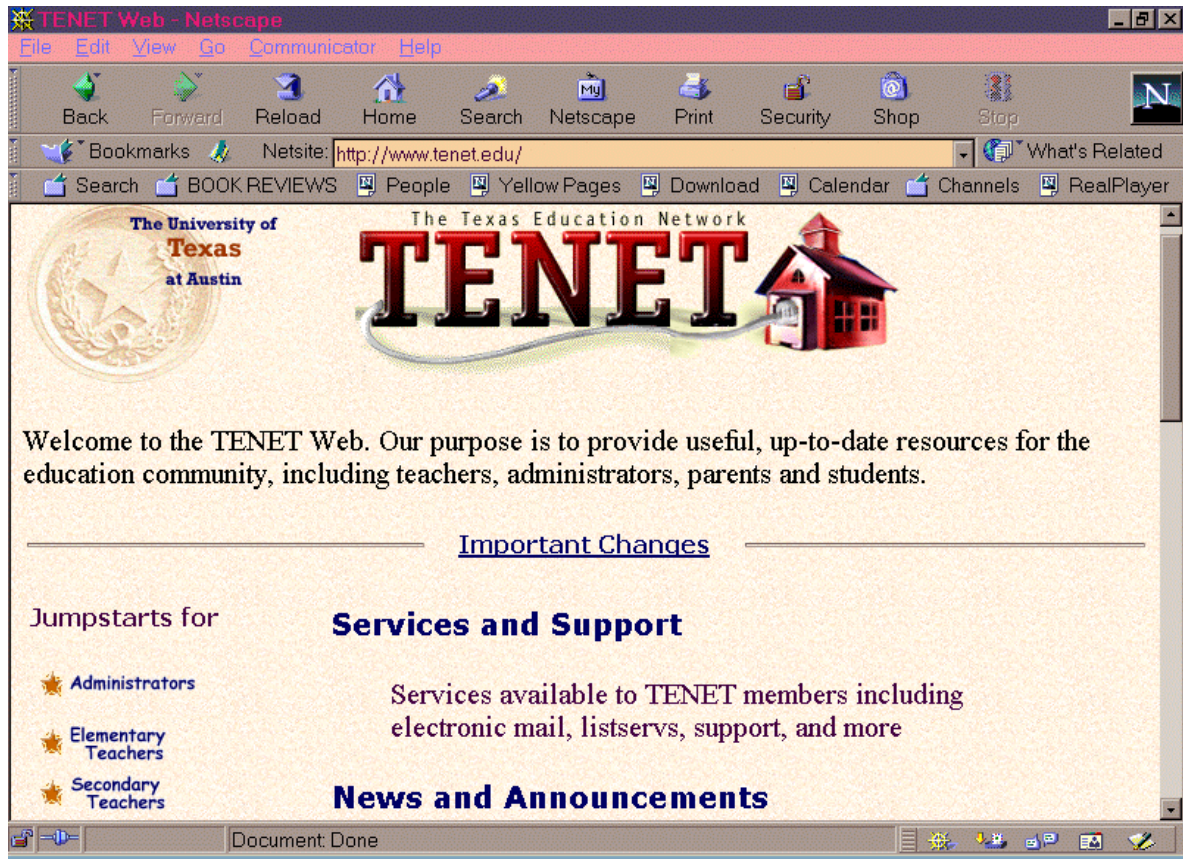 TENET Web - Netscape
File Edit View Go Communicator Help
Back Forward Reload Home Search My Netscape Print Security Shop Stop N
Bookmarks Netsite: http://www.tenet.edu/ What's Related
Search BOOK REVIEWS People Yellow Pages Download Calendar Channels RealPlayer
The University of
Texas
at Austin
The Texas Education Network
TENET
Welcome to the TENET Web. Our purpose is to provide useful, up-to-date resources for the
education community, including teachers, administrators, parents and students.
Important Changes
Jumpstarts for
Administrators
Elementary
Teachers
Secondary
Teachers
Services and Support
Services available to TENET members including
electronic mail, listservs, support, and more
News and Announcements
Document: Done